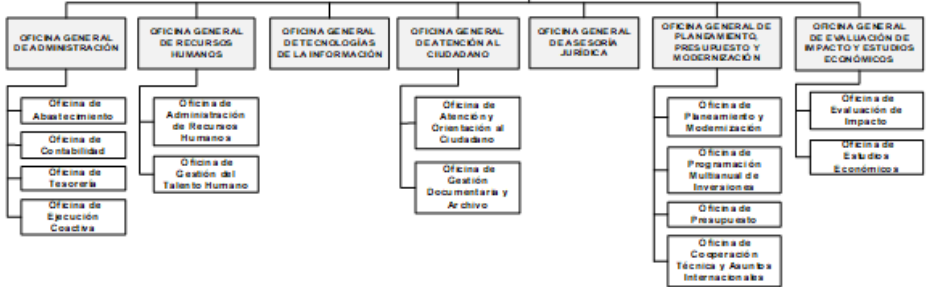 OFICINA GENERAL
DE ADMINISTRACIÓN
OFICINA GENERAL
DE RECURSOS
HUMANOS
OFICINA GENERAL
DE TECNOLOGÍAS
DE LA INFORMACIÓN
OFICINA GENERAL
DE ATENCIÓN AL
CIUDADANO
OFICINA GENERAL
DE ASESORÍA
JURÍDICA
OFICINA GENERAL DE
PLANEAMIENTO,
PRESUPUESTO Y
MODERNIZACIÓN
OFICINA GENERAL
DE EVALUACIÓN DE
IMPACTO Y ESTUDIOS
ECONÓMICOS
Oficina de
Abastecimiento
Oficina de
Contabilidad
Oficina de
Tesorería
Oficina de
Ejecución
Coactiva
Oficina de
Administración
de Recursos
Humanos
Oficina de
Gestión del
Talento Humano
Oficina de
Atención y
Orientación al
Ciudadano
Oficina de
Gestión
Documentaria y
Archivo
Oficina de
Planeamiento y
Modernización
Oficina de
Programación
Multianual de
Inversiones
Oficina de
Presupuesto
Oficina de
Cooperación
Técnica y Asuntos
Internacionales
Oficina de
Evaluación de
Impacto
Oficina de
Estudios
Económicos